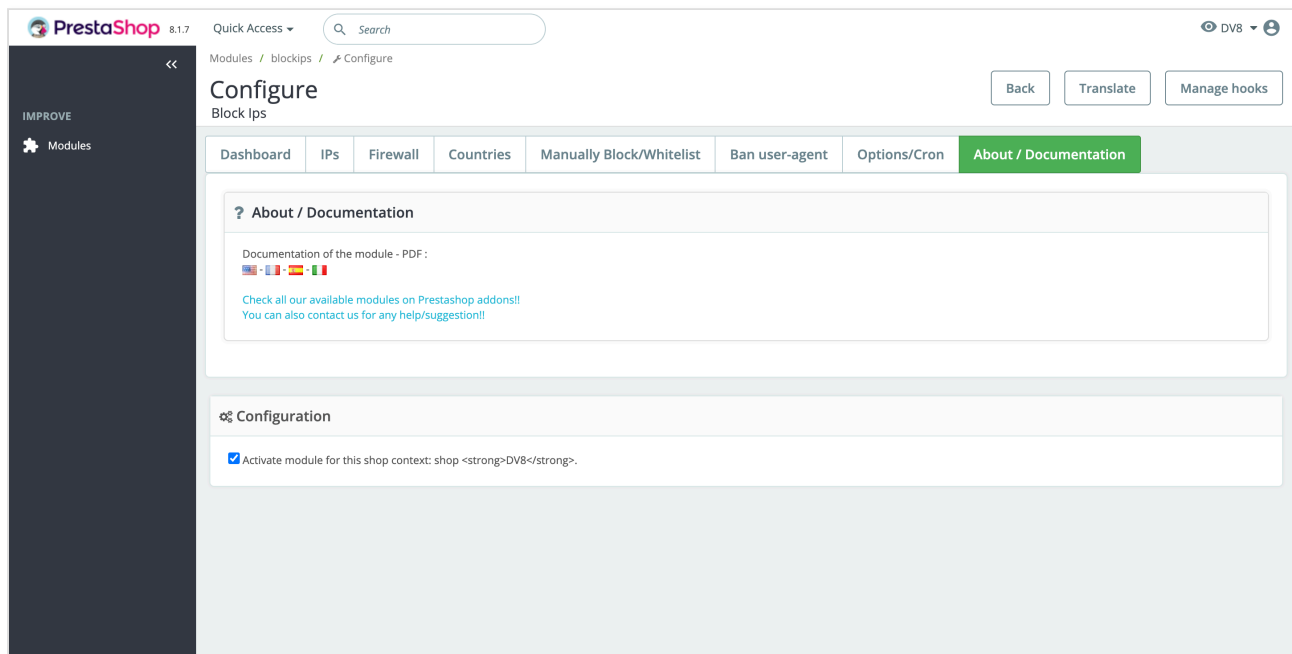 PrestaShop 8.1.7 Quick Access Search DV8
Modules / blockips / Configure
Configure
Block Ips
Back Translate Manage hooks
IMPROVE
Modules
Dashboard IPs Firewall Countries Manually Block/Whitelist Ban user-agent Options/Cron About / Documentation
? About / Documentation
Documentation of the module - PDF :
- - -
Check all our available modules on Prestashop addons!!
You can also contact us for any help/suggestion!!
Configuration
Activate module for this shop context: shop <strong>DV8</strong>.